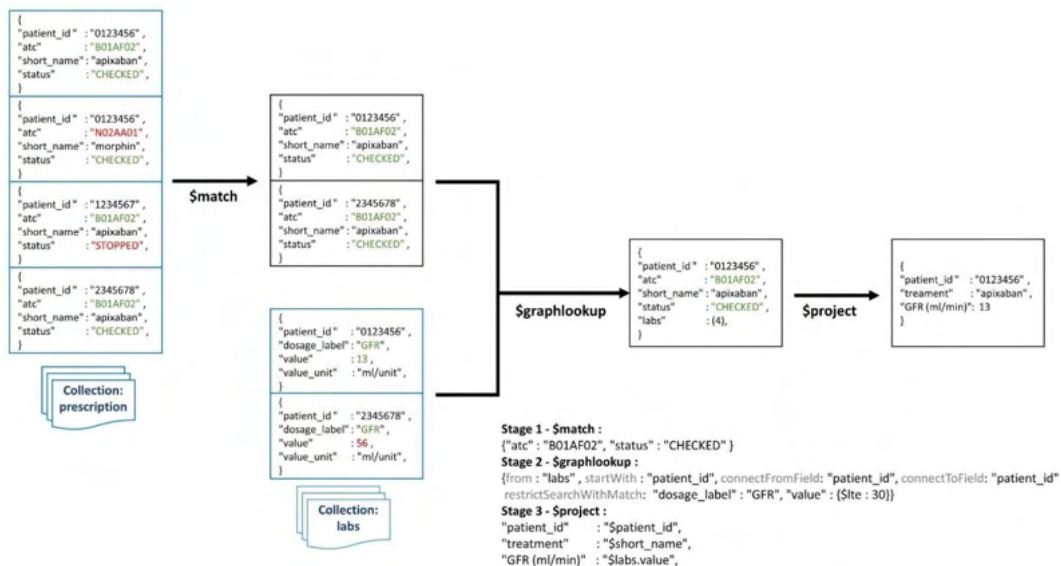 {
"patient_id" : "0123456" ,
"atc" : "B01AF02" ,
"short_name" : "apixaban" ,
"status" : "CHECKED" ,
}
{
"patient_id" : "0123456" ,
"atc" : "N02AA01" ,
"short_name" : "morphin" ,
"status" : "CHECKED" ,
}
{
"patient_id" : "1234567" ,
"atc" : "B01AF02" ,
"short_name" : "apixaban" ,
"status" : "STOPPED" ,
}
{
"patient_id" : "2345678" ,
"atc" : "B01AF02" ,
"short_name" : "apixaban" ,
"status" : "CHECKED" ,
}
Collection:
prescription
$match
{
"patient_id" : "0123456" ,
"atc" : "B01AF02" ,
"short_name" : "apixaban" ,
"status" : "CHECKED" ,
}
{
"patient_id" : "2345678" ,
"atc" : "B01AF02" ,
"short_name" : "apixaban" ,
"status" : "CHECKED" ,
}
{
"patient_id" : "0123456" ,
"dosage_label" : "GFR" ,
"value" : 13 ,
"value_unit" : "ml/unit" ,
}
{
"patient_id" : "2345678" ,
"dosage_label" : "GFR" ,
"value" : 56 ,
"value_unit" : "ml/unit" ,
}
Collection:
labs
$graphlookup
{
"patient_id" : "0123456" ,
"atc" : "B01AF02" ,
"short_name" : "apixaban" ,
"status" : "CHECKED" ,
"labs" : (4),
}
$project
{
"patient_id" : "0123456" ,
"treament" : "apixaban" ,
"GFR (ml/min)" : 13
}
Stage 1 - $match :
{"atc" : "B01AF02", "status" : "CHECKED" }
Stage 2 - $graphlookup :
{from : "labs" , startWith : "patient_id", connectFromField: "patient_id", connectToField: "patient_id"
restrictSearchWithMatch: "dosage_label" : "GFR", "value" : {$lte : 30}}
Stage 3 - $project :
"patient_id" : "$patient_id",
"treatment" : "$short_name",
"GFR (ml/min)" : "$labs.value",